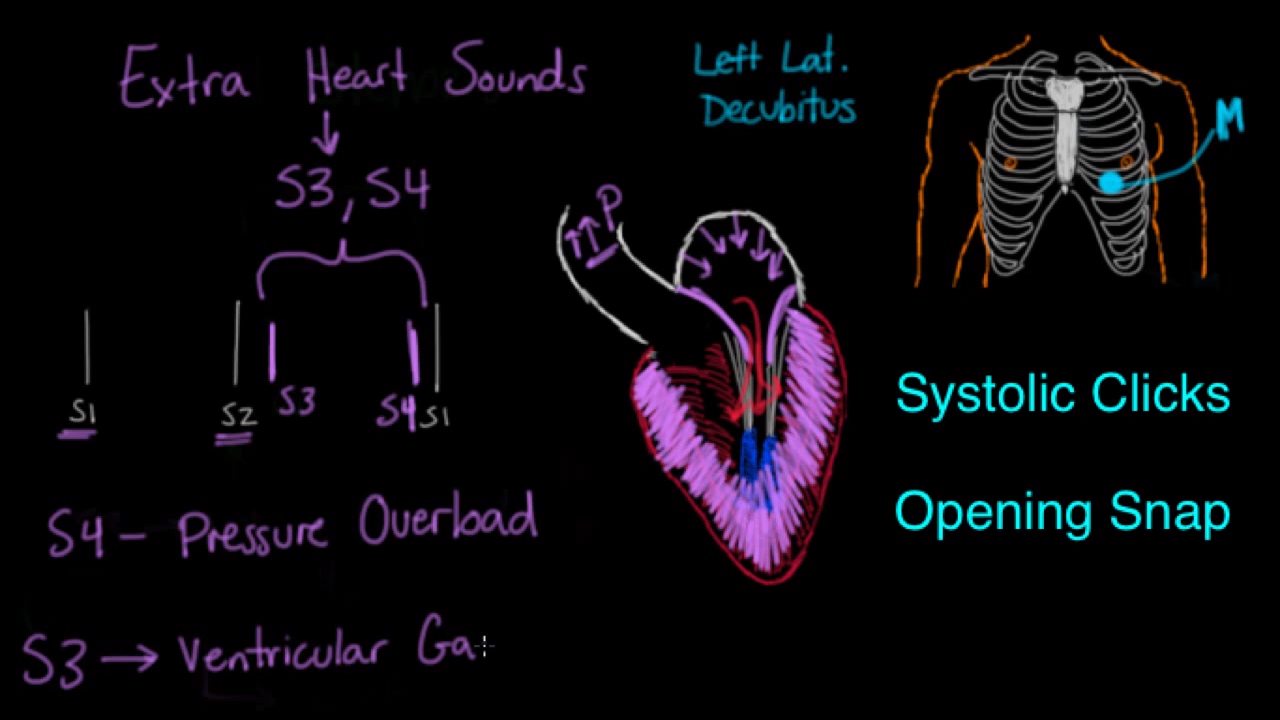 Extra Heart Sounds
S3, S4
S1 S2 S3 S4 S1
S4 - Pressure Overload
S3 → Ventricular Ga
Left Lat.
Decubitus
M
↑↑P
Systolic Clicks
Opening Snap